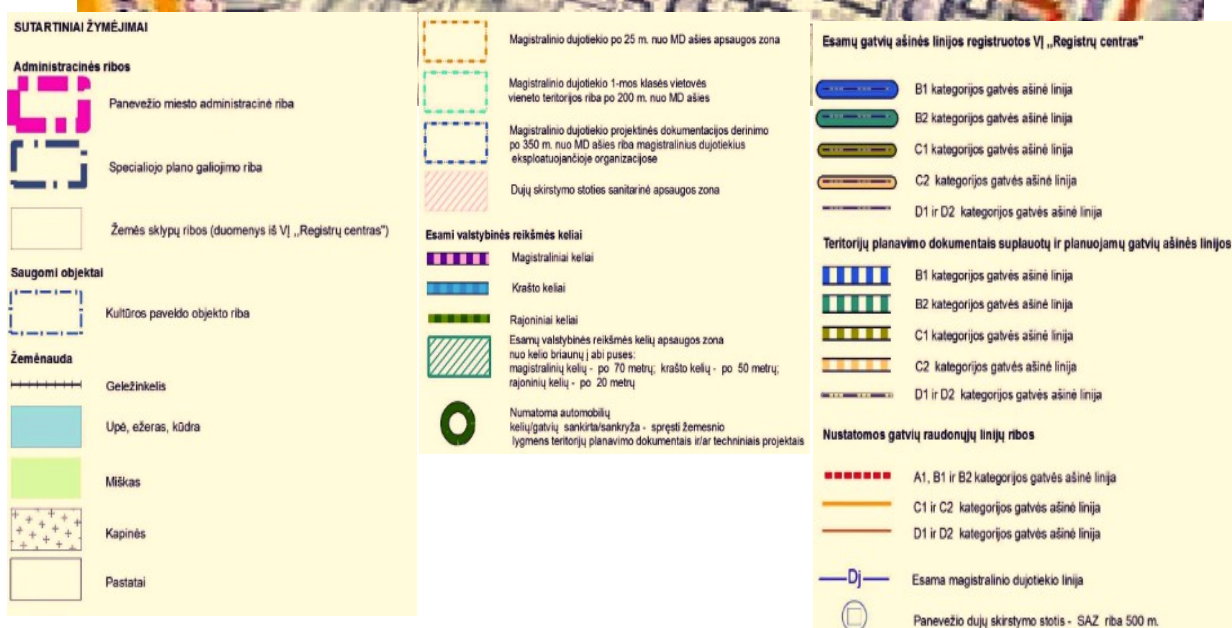 SUTARTINIAI ŽYMĖJIMAI
Administracinės ribos
Panevežio miesto administracinė riba
Specialiojo plano galiojimo riba
Žemės sklypų ribos (duomenys iš VĮ ,,Registrų centras")
Saugomi objektai
Kultūros paveldo objekto riba
Žemėnauda
Geležinkelis
Upė, ežeras, kūdra
Miškas
Kapinės
Pastatai
Magistralinio dujotiekio po 25 m. nuo MD ašies apsaugos zona
Magistralinio dujotiekio 1-mos klasės vietovės
vieneto teritorijos riba po 200 m. nuo MD ašies
Magistralinio dujotiekio projektinės dokumentacijos derinimo
po 350 m. nuo MD ašies riba magistralinius dujotiekius
eksploatuojančioje organizacijose
Dujų skirstymo stoties sanitarinė apsaugos zona
Esami valstybinės reikšmės keliai
Magistraliniai keliai
Krašto keliai
Rajoniniai keliai
Esamų valstybinės reikšmės kelių apsaugos zona
nuo kelio briaunų į abi puses:
magistralinių kelių - po 70 metrų; krašto kelių - po 50 metrų;
rajoninių kelių - po 20 metrų
Numatoma automobilių
kelių/gatvių sankirta/sankryža - spręsti žemesnio
lygmens teritorijų planavimo dokumentais ir/ar techniniais projektais
Esamų gatvių ašinės linijos registruotos VĮ ,,Registrų centras"
B1 kategorijos gatvės ašinė linija
B2 kategorijos gatvės ašinė linija
C1 kategorijos gatvės ašinė linija
C2 kategorijos gatvės ašinė linija
D1 ir D2 kategorijos gatvės ašinė linija
Teritorijų planavimo dokumentais suplauotų ir planuojamų gatvių ašinės linijos
B1 kategorijos gatvės ašinė linija
B2 kategorijos gatvės ašinė linija
C1 kategorijos gatvės ašinė linija
C2 kategorijos gatvės ašinė linija
D1 ir D2 kategorijos gatvės ašinė linija
Nustatomos gatvių raudonųjų linijų ribos
A1, B1 ir B2 kategorijos gatvės ašinė linija
C1 ir C2 kategorijos gatvės ašinė linija
D1 ir D2 kategorijos gatvės ašinė linija
Dj
Esama magistralinio dujotiekio linija
Panevežio dujų skirstymo stotis - SAZ riba 500 m.